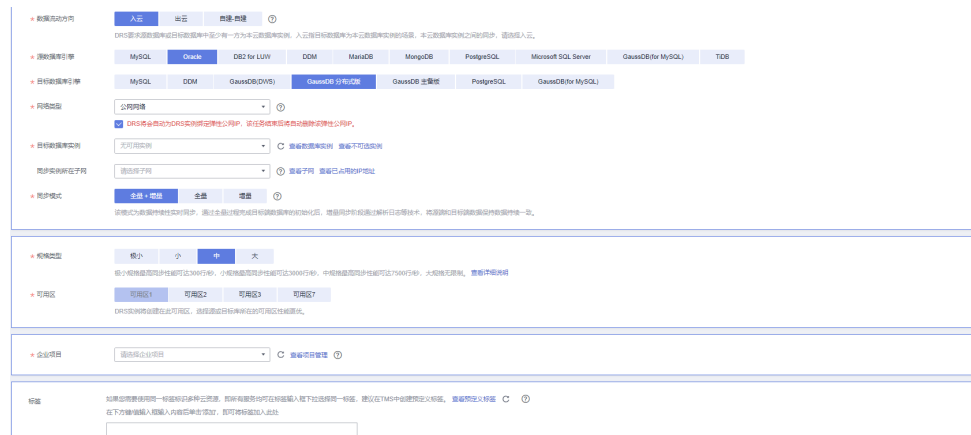 * 数据流动方向 入云 出云 自建-自建
DRS要求源数据库或目标数据库中至少有一方为本云数据库实例，入云指目标数据库为本云数据库实例的场景，本云数据库实例之间的同步，请选择入云。
* 源数据库引擎 MySQL Oracle DB2 for LUW DDM MariaDB MongoDB PostgreSQL Microsoft SQL Server GaussDB(for MySQL) TiDB
* 目标数据库引擎 MySQL DDM GaussDB(DWS) GaussDB 分布式版 GaussDB 主备版 PostgreSQL GaussDB(for MySQL)
* 网络类型 公网网络
DRS将会自动为DRS实例绑定弹性公网IP，该任务结束后将自动删除该弹性公网IP。
* 目标数据库实例 无可用实例 查看数据库实例 查看不可选实例
同步实例所在子网 请选择子网 查看子网 查看已占用的IP地址
* 同步模式 全量+增量 全量 增量
该模式为数据持续性实时同步，通过全量过程完成目标端数据库的初始化后，增量同步阶段通过解析日志等技术，将源端和目标端数据保持数据持续一致。
* 规格类型 极小 小 中 大
极小规格最高同步性能可达300行/秒，小规格最高同步性能可达3000行/秒，中规格最高同步性能可达7500行/秒，大规格无限制。 查看详细说明
* 可用区 可用区1 可用区2 可用区3 可用区7
DRS实例将创建在此可用区，选择源或目标库所在的可用区性能更优。
* 企业项目 请选择企业项目 查看项目管理
标签 如果您需要使用同一标签标识多种云资源，即所有服务均可在标签输入框下拉选择同一标签，建议在TMS中创建预定义标签。 查看预定义标签
在下方键/值输入框输入内容后单击'添加'，即可将标签加入此处